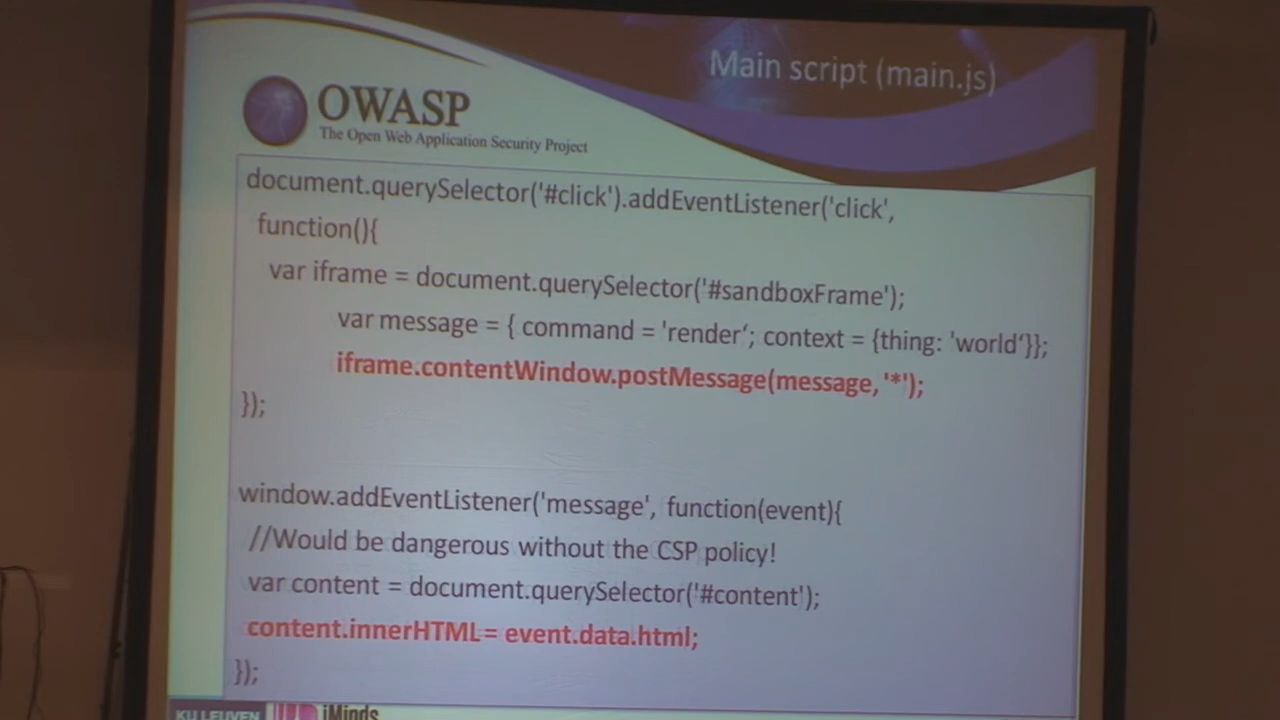 Main script (main.js)
OWASP
The Open Web Application Security Project
document.querySelector('#click').addEventListener('click',
function(){
var iframe = document.querySelector('#sandboxFrame');
var message = { command = 'render‘; context = {thing: 'world‘}};
iframe.contentWindow.postMessage(message, '*');
});
window.addEventListener('message', function(event){
//Would be dangerous without the CSP policy!
var content = document.querySelector('#content');
content.innerHTML= event.data.html;
});
KU LEUVEN
iMinds